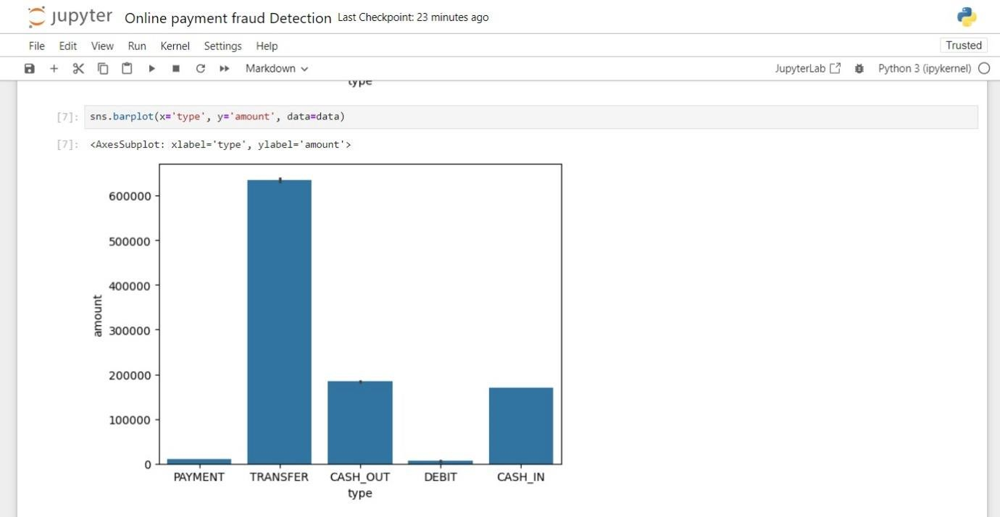 jupyter Online payment fraud Detection Last Checkpoint: 23 minutes ago
File Edit View Run Kernel Settings Help Trusted
Markdown JupyterLab Python 3 (ipykernel)
type
[7]: sns.barplot(x='type', y='amount', data=data)
[7]: <AxesSubplot: xlabel='type', ylabel='amount'>
600000
500000
400000
300000
200000
100000
0
amount
PAYMENT TRANSFER CASH_OUT DEBIT CASH_IN
type